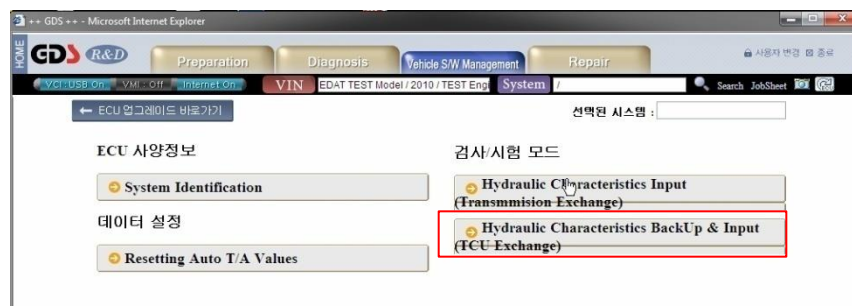 ++ GDS ++ - Microsoft Internet Explorer
HOME
GDS R&D
Preparation
Diagnosis
Vehicle S/W Management
Repair
사용자 변경
종료
VCI:USB On
VMI : Off
Internet On
VIN
EDAT TEST Model / 2010 / TEST Engi
System
/
Search
JobSheet
← ECU 업그레이드 바로가기
선택된 시스템 :
ECU 사양정보
검사/시험 모드
System Identification
Hydraulic Characteristics Input
(Transmmision Exchange)
데이터 설정
Hydraulic Characteristics BackUp & Input
(TCU Exchange)
Resetting Auto T/A Values